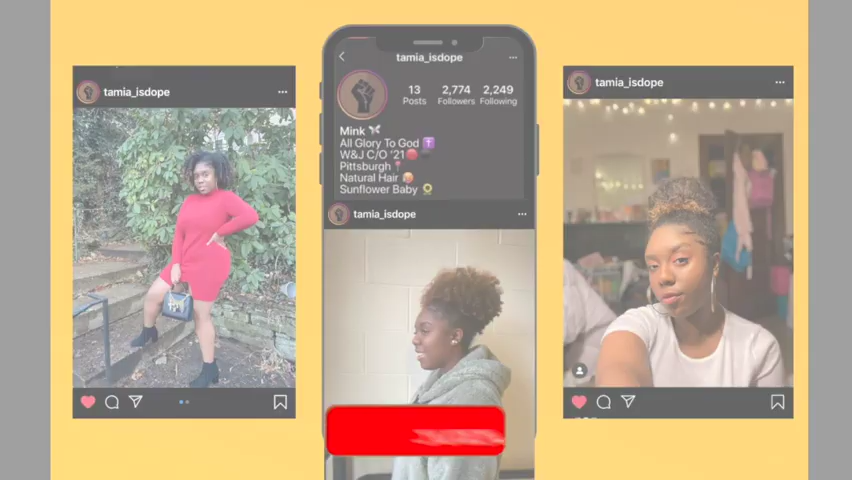 tamia_isdope
tamia_isdope
13 2,774 2,249
Posts Followers Following
Mink
All Glory To God
W&J C/O '21
Pittsburgh
Natural Hair
Sunflower Baby
tamia_isdope
tamia_isdope